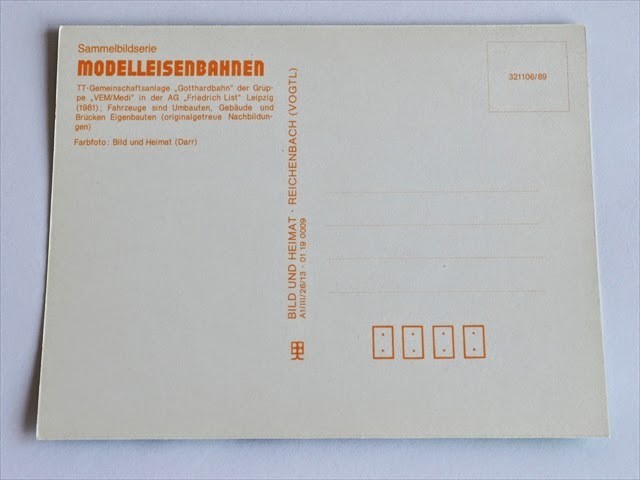 Sammelbildserie
MODELLEISENBAHNEN
TT-Gemeinschaftsanlage „Gotthardbahn" der Grup-
pe „VEM/Medi" in der AG „Friedrich List" Leipzig
(1981); Fahrzeuge sind Umbauten, Gebäude und
Brücken Eigenbauten (originalgetreue Nachbildun-
gen)
Farbfoto: Bild und Heimat (Darr)
BILD UND HEIMAT · REICHENBACH (VOGTL)
A1/III/26/13 · 01 19 0009
321106/89